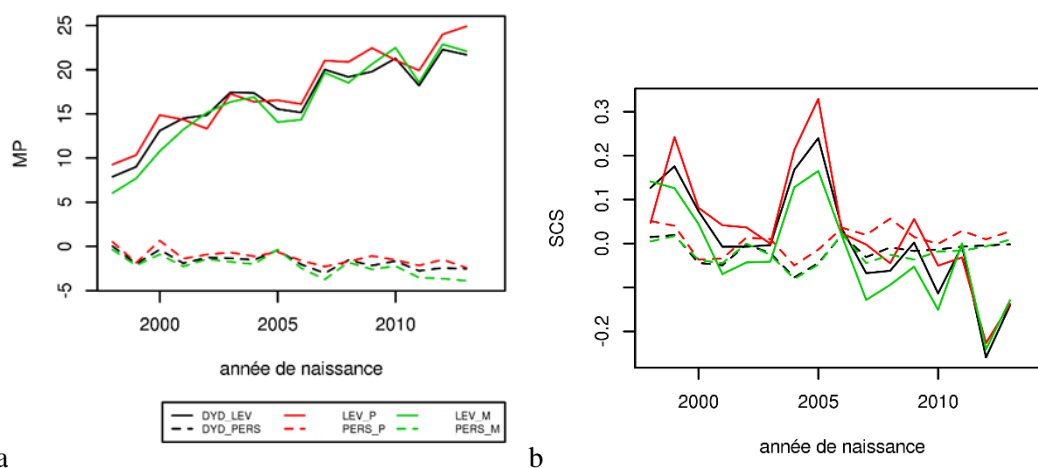 25
20
15
10
5
0
-5
MP
2000 2005 2010
année de naissance
DYD_LEV LEV_P LEV_M
DYD_PERS PERS_P PERS_M
a
0.3
0.2
0.1
0.0
-0.2
SCS
2000 2005 2010
année de naissance
b